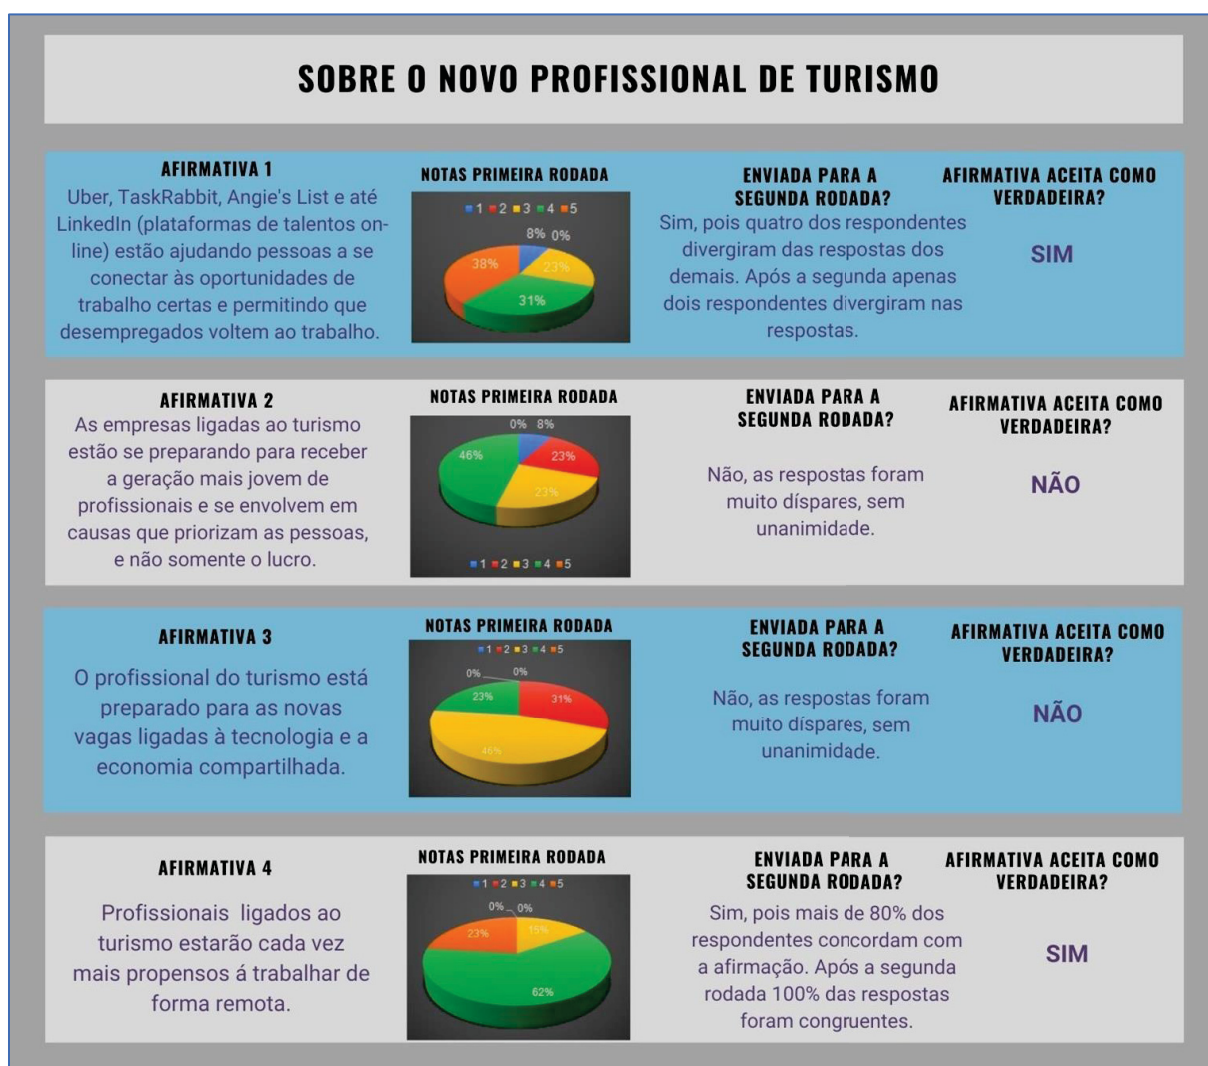 SOBRE O NOVO PROFISSIONAL DE TURISMO
AFIRMATIVA 1
Uber, TaskRabbit, Angie's List e até
LinkedIn (plataformas de talentos on-
line) estão ajudando pessoas a se
conectar às oportunidades de
trabalho certas e permitindo que
desempregados voltem ao trabalho.
NOTAS PRIMEIRA RODADA
1 2 3 4 5
8% 0%
38% 23%
31%
ENVIADA PARA A
SEGUNDA RODADA?
Sim, pois quatro dos respondentes
divergiram das respostas dos
demais. Após a segunda apenas
dois respondentes divergiram nas
respostas.
AFIRMATIVA ACEITA COMO
VERDADEIRA?
SIM
AFIRMATIVA 2
As empresas ligadas ao turismo
estão se preparando para receber
a geração mais jovem de
profissionais e se envolvem em
causas que priorizam as pessoas,
e não somente o lucro.
NOTAS PRIMEIRA RODADA
0% 8%
46% 23%
23%
1 2 3 4 5
ENVIADA PARA A
SEGUNDA RODADA?
Não, as respostas foram
muito díspares, sem
unanimidade.
AFIRMATIVA ACEITA COMO
VERDADEIRA?
NÃO
AFIRMATIVA 3
O profissional do turismo está
preparado para as novas
vagas ligadas à tecnologia e a
economia compartilhada.
NOTAS PRIMEIRA RODADA
1 2 3 4 5
0% 0%
23% 31%
46%
ENVIADA PARA A
SEGUNDA RODADA?
Não, as respostas foram
muito díspares, sem
unanimidade.
AFIRMATIVA ACEITA COMO
VERDADEIRA?
NÃO
AFIRMATIVA 4
Profissionais ligados ao
turismo estarão cada vez
mais propensos á trabalhar de
forma remota.
NOTAS PRIMEIRA RODADA
1 2 3 4 5
0% 0%
23% 15%
62%
ENVIADA PARA A
SEGUNDA RODADA?
Sim, pois mais de 80% dos
respondentes concordam com
a afirmação. Após a segunda
rodada 100% das respostas
foram congruentes.
AFIRMATIVA ACEITA COMO
VERDADEIRA?
SIM